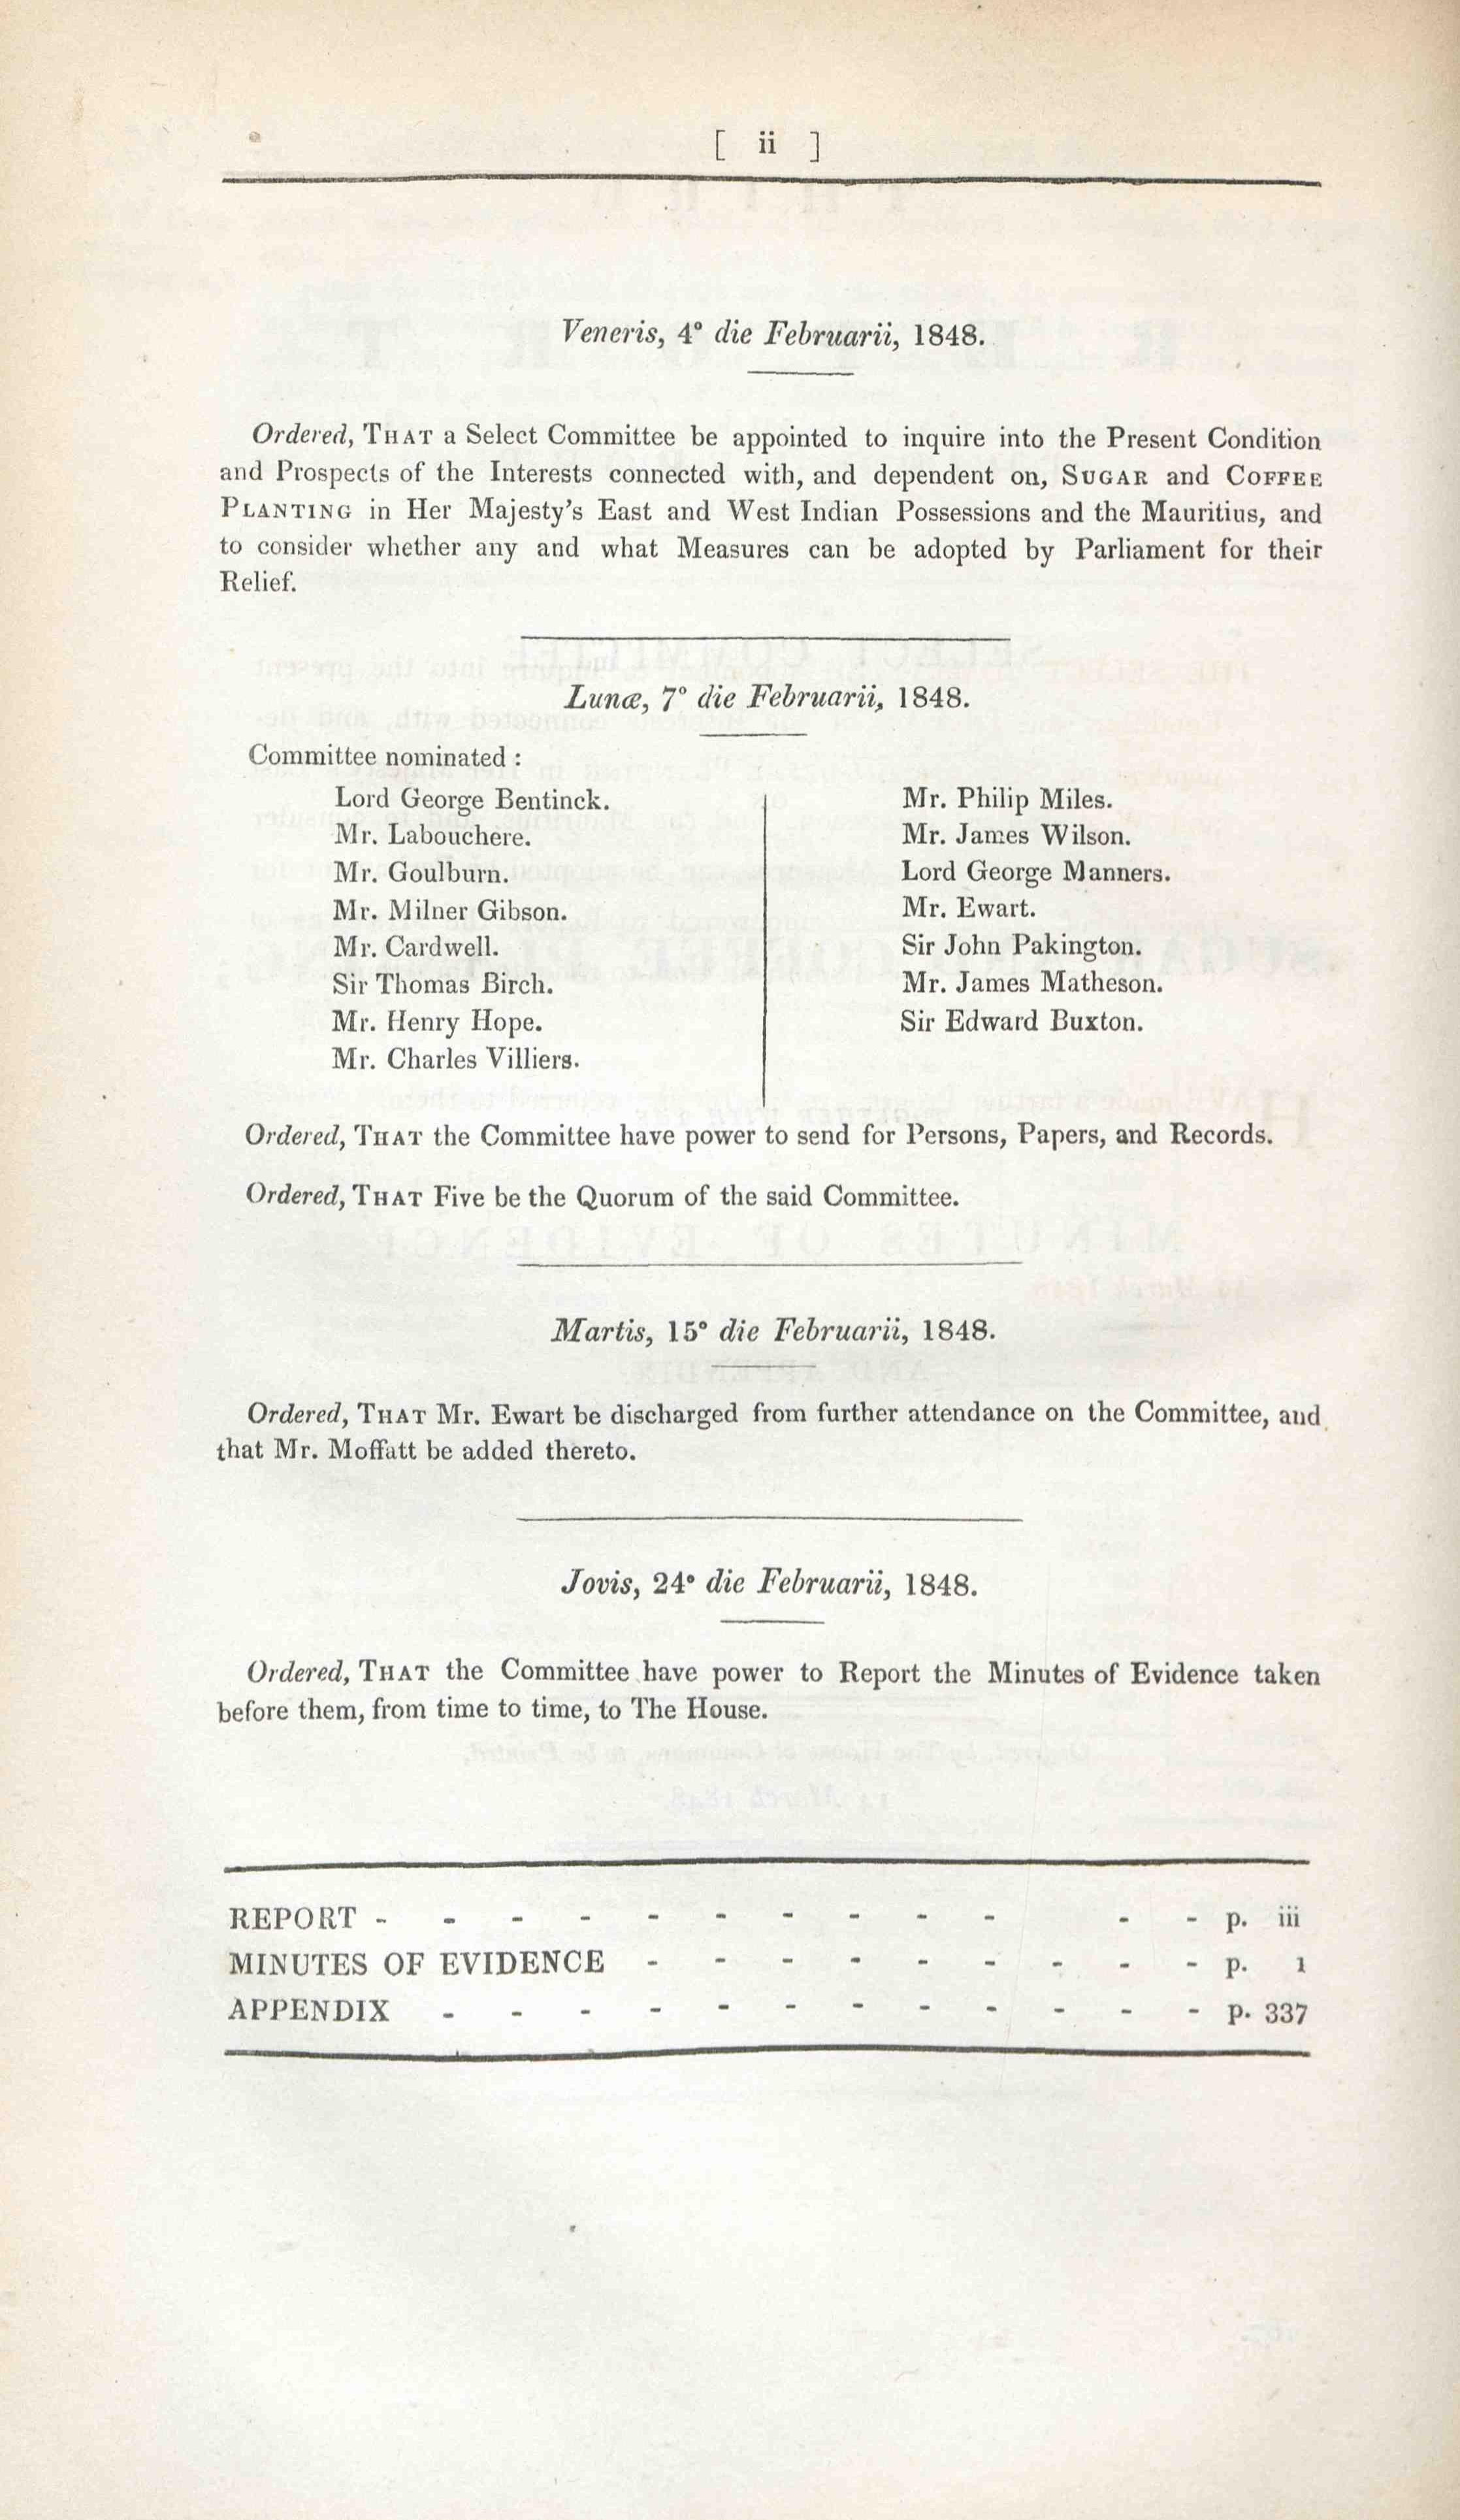 [ ii ]
Veneris, 4° die Februarii, 1848.
Ordered, THAT a Select Committee be appointed to inquire into the Present Condition
and Prospects of the Interests connected with, and dependent on, SUGAR and COFFEE
PLANTING in Her Majesty's East and West Indian Possessions and the Mauritius, and
to consider whether any and what Measures can be adopted by Parliament for their
Relief.
Lunæ, 7° die Februarii, 1848.
Committee nominated :
Lord George Bentinck.
Mr. Labouchere.
Mr. Goulburn.
Mr. Milner Gibson.
Mr. Cardwell.
Sir Thomas Birch.
Mr. Henry Hope.
Mr. Charles Villiers.
Mr. Philip Miles.
Mr. James Wilson.
Lord George Manners.
Mr. Ewart.
Sir John Pakington.
Mr. James Matheson.
Sir Edward Buxton.
Ordered, THAT the Committee have power to send for Persons, Papers, and Records.
Ordered, THAT Five be the Quorum of the said Committee.
Martis, 15° die Februarii, 1848.
Ordered, THAT Mr. Ewart be discharged from further attendance on the Committee, and
that Mr. Moffatt be added thereto.
Jovis, 24° die Februarii, 1848.
Ordered, THAT the Committee have power to Report the Minutes of Evidence taken
before them, from time to time, to The House.
REPORT - - - - - - - - - - - - p. iii
MINUTES OF EVIDENCE - - - - - - - - - p. 1
APPENDIX - - - - - - - - - - - - p. 337